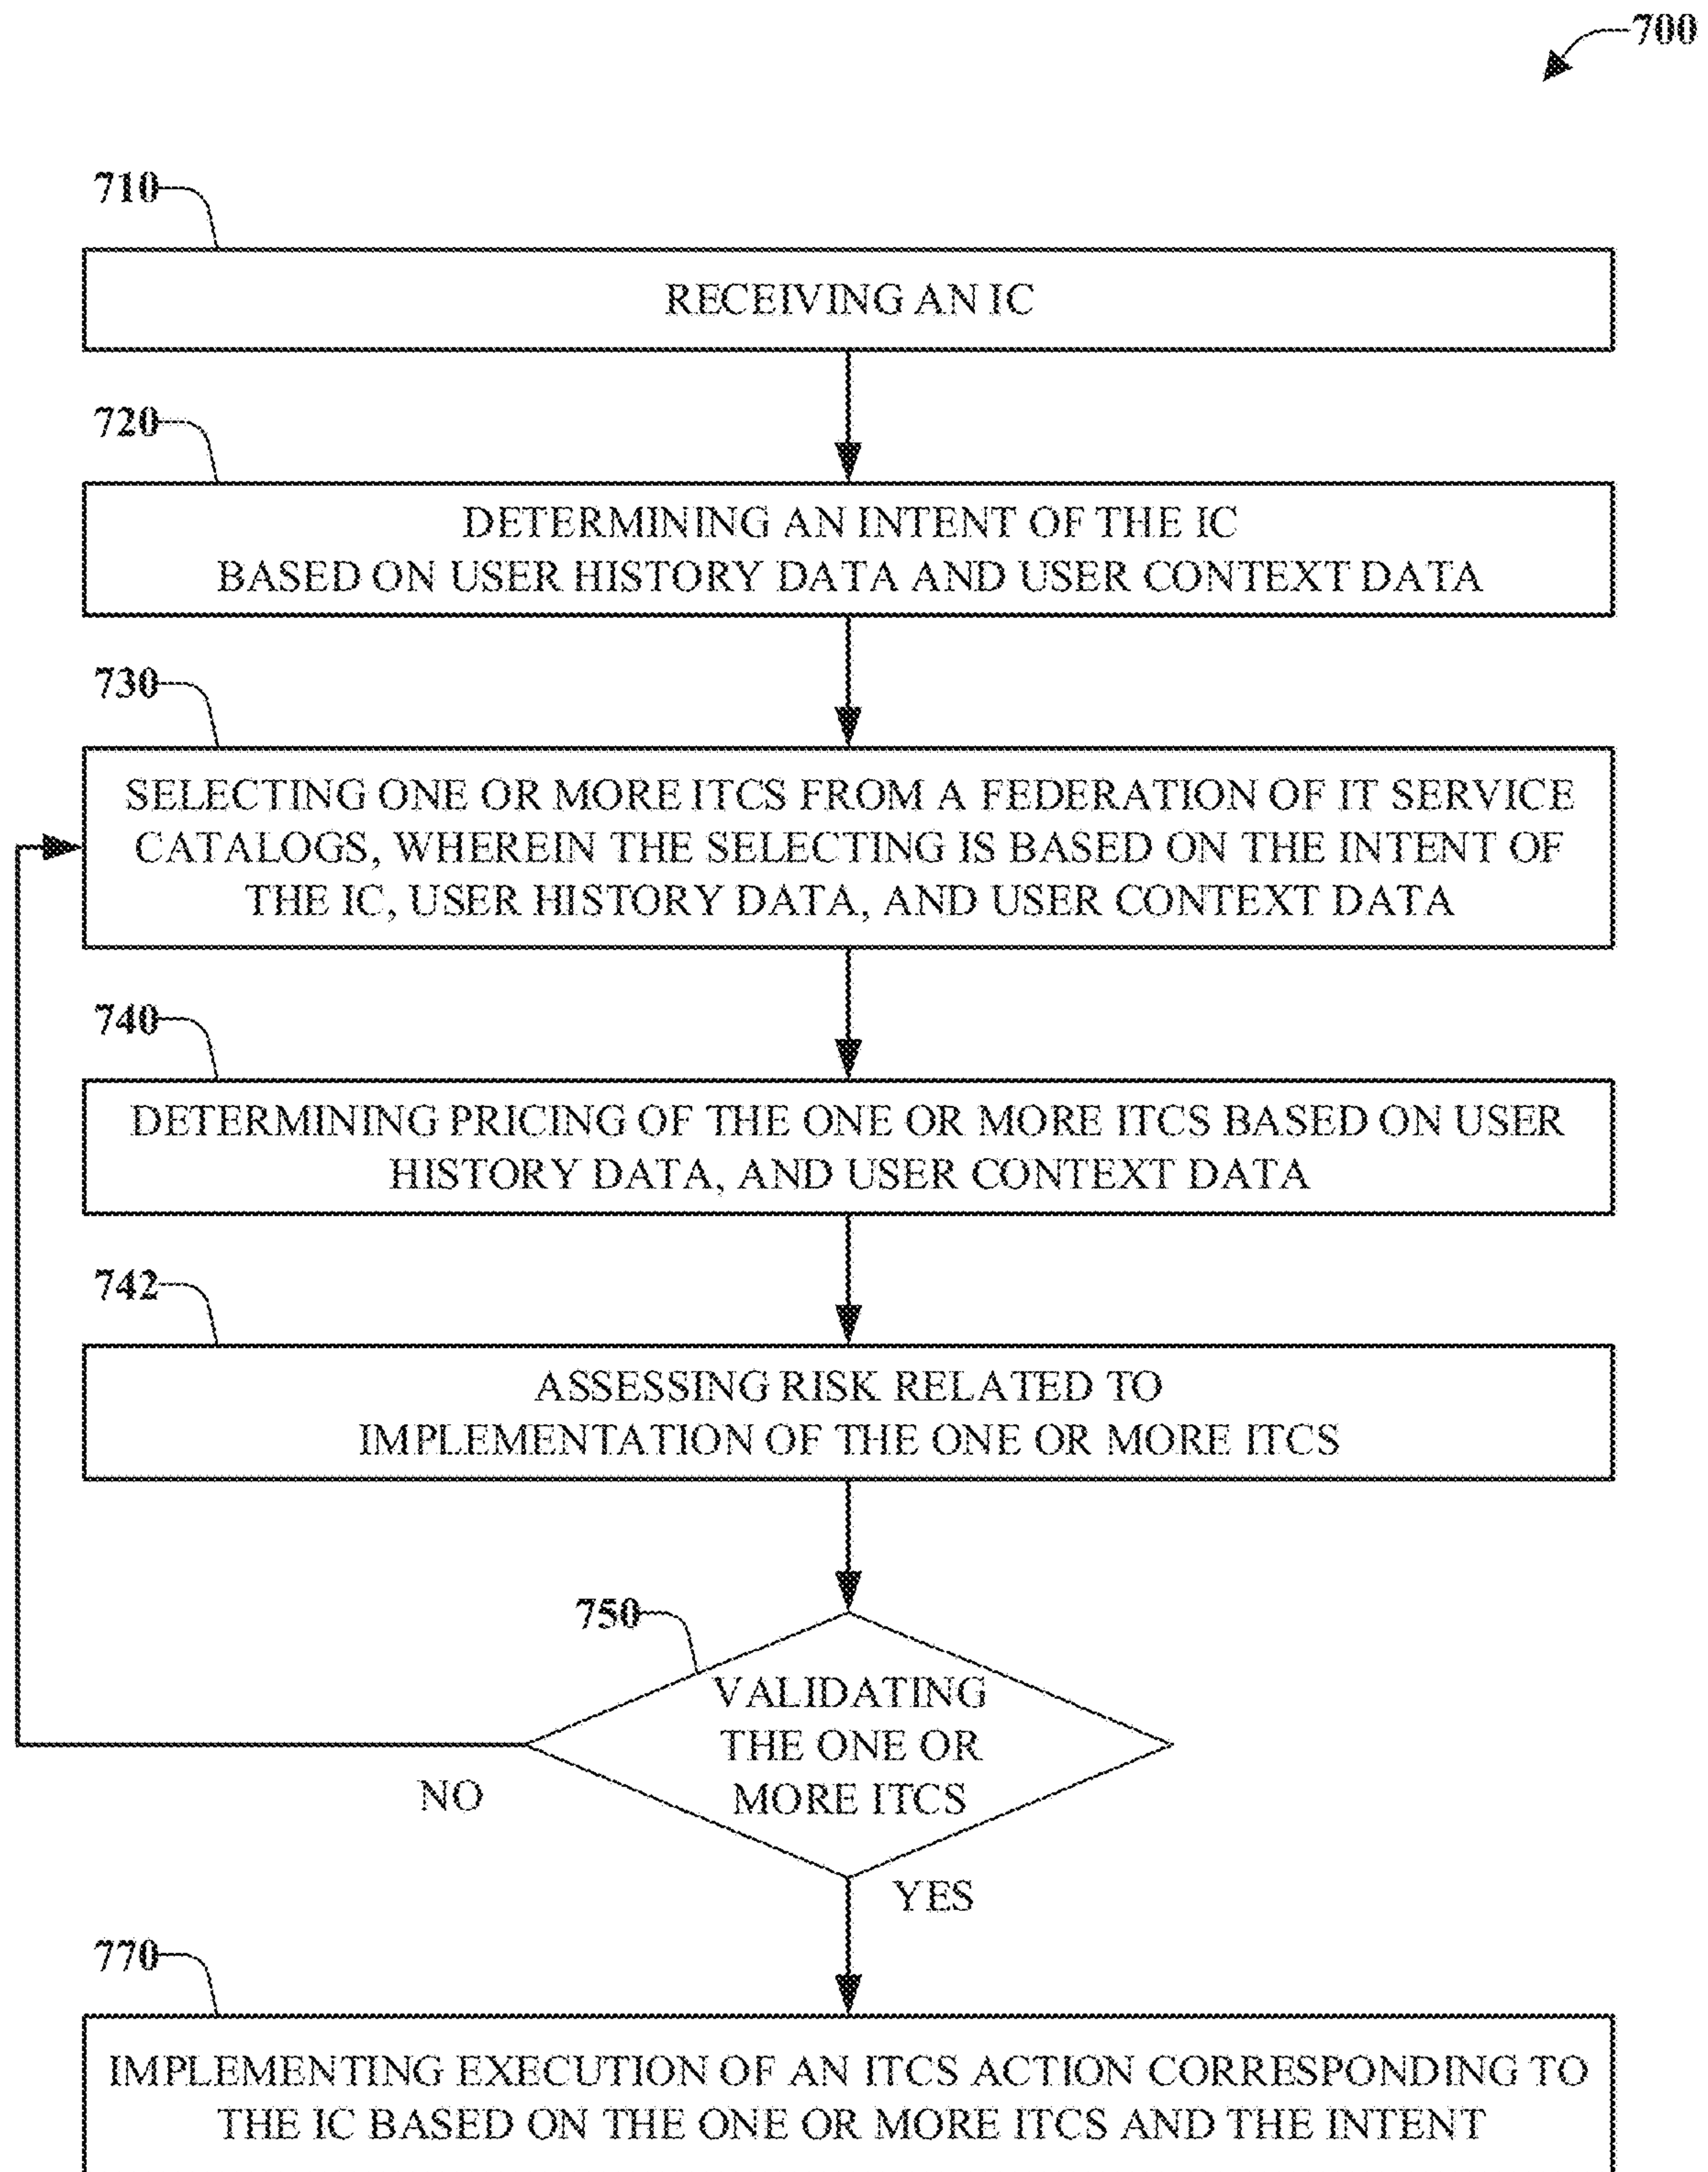 700
710
RECEIVING AN IC
720
DETERMINING AN INTENT OF THE IC
BASED ON USER HISTORY DATA AND USER CONTEXT DATA
730
SELECTING ONE OR MORE ITCS FROM A FEDERATION OF IT SERVICE
CATALOGS, WHEREIN THE SELECTING IS BASED ON THE INTENT OF
THE IC, USER HISTORY DATA, AND USER CONTEXT DATA
740
DETERMINING PRICING OF THE ONE OR MORE ITCS BASED ON USER
HISTORY DATA, AND USER CONTEXT DATA
742
ASSESSING RISK RELATED TO
IMPLEMENTATION OF THE ONE OR MORE ITCS
750
VALIDATING
THE ONE OR
MORE ITCS
NO
YES
770
IMPLEMENTING EXECUTION OF AN ITCS ACTION CORRESPONDING TO
THE IC BASED ON THE ONE OR MORE ITCS AND THE INTENT